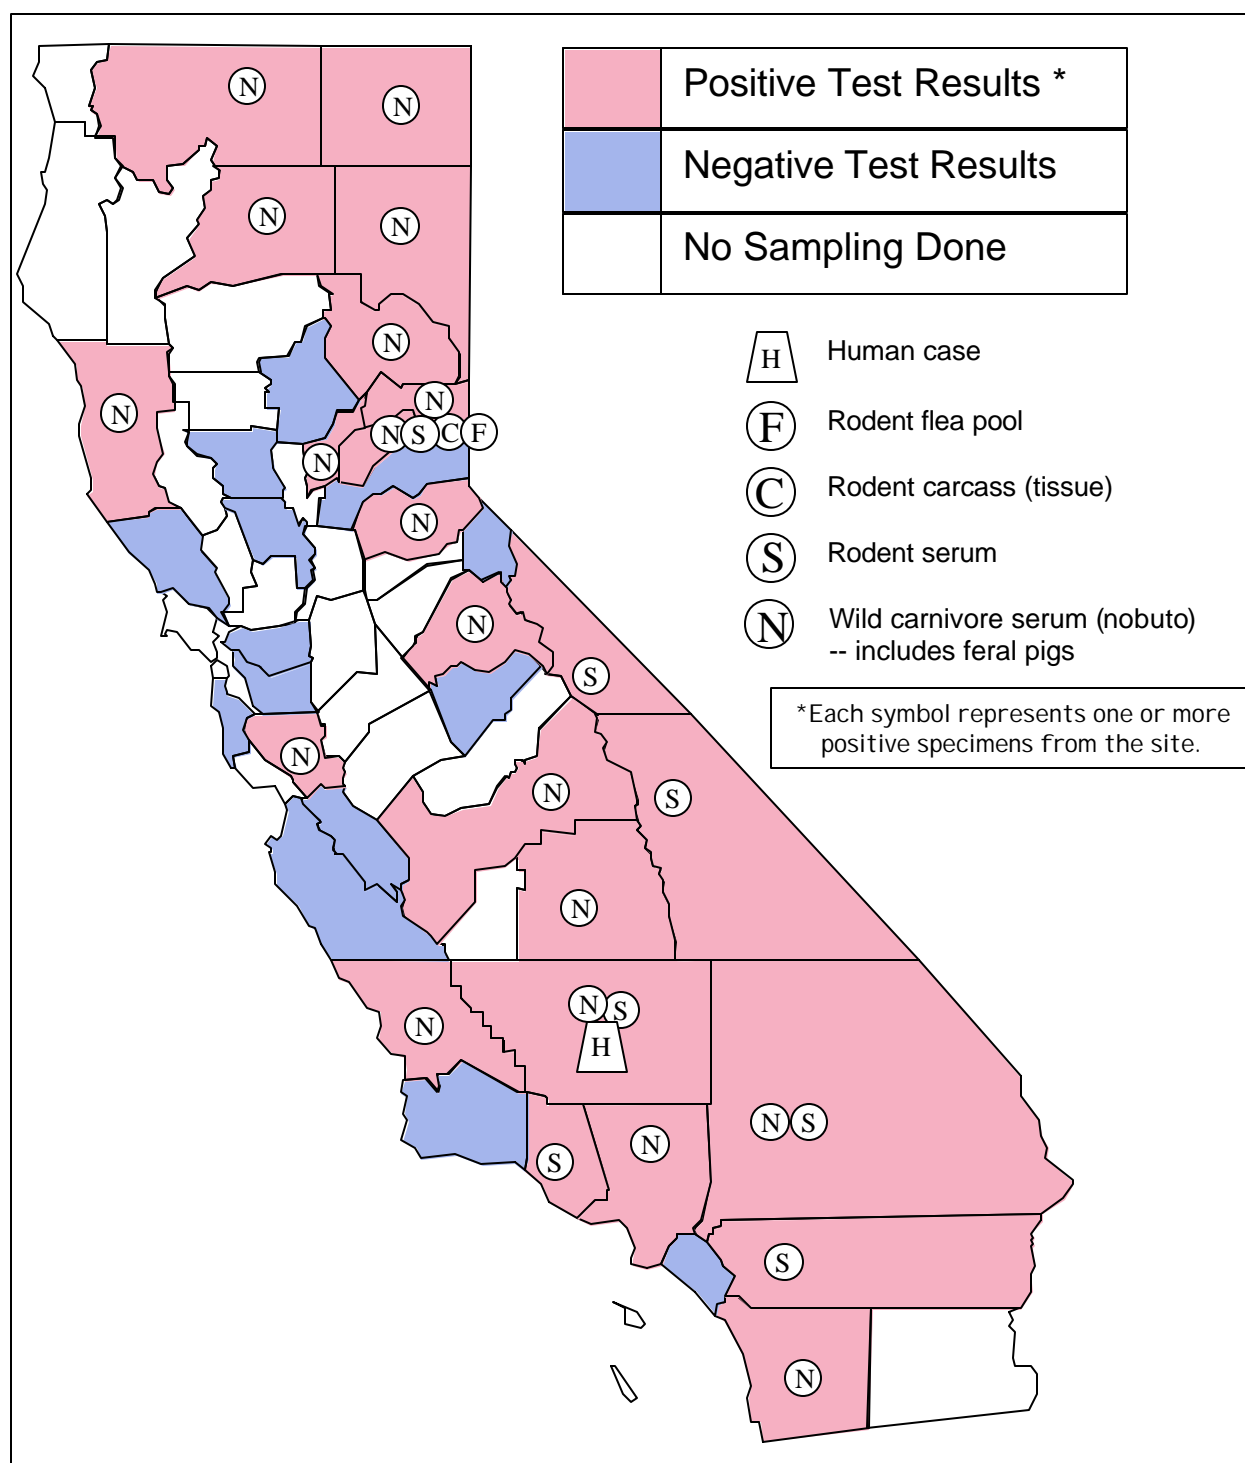 Positive Test Results *
Negative Test Results
No Sampling Done
H Human case
F Rodent flea pool
C Rodent carcass (tissue)
S Rodent serum
N Wild carnivore serum (nobuto)
-- includes feral pigs
*Each symbol represents one or more
positive specimens from the site.
N
N
N
N
N
N
N
N S C F
N
N
N
S
N
N
S
N
N S
N
H
N S
N
S
S
N